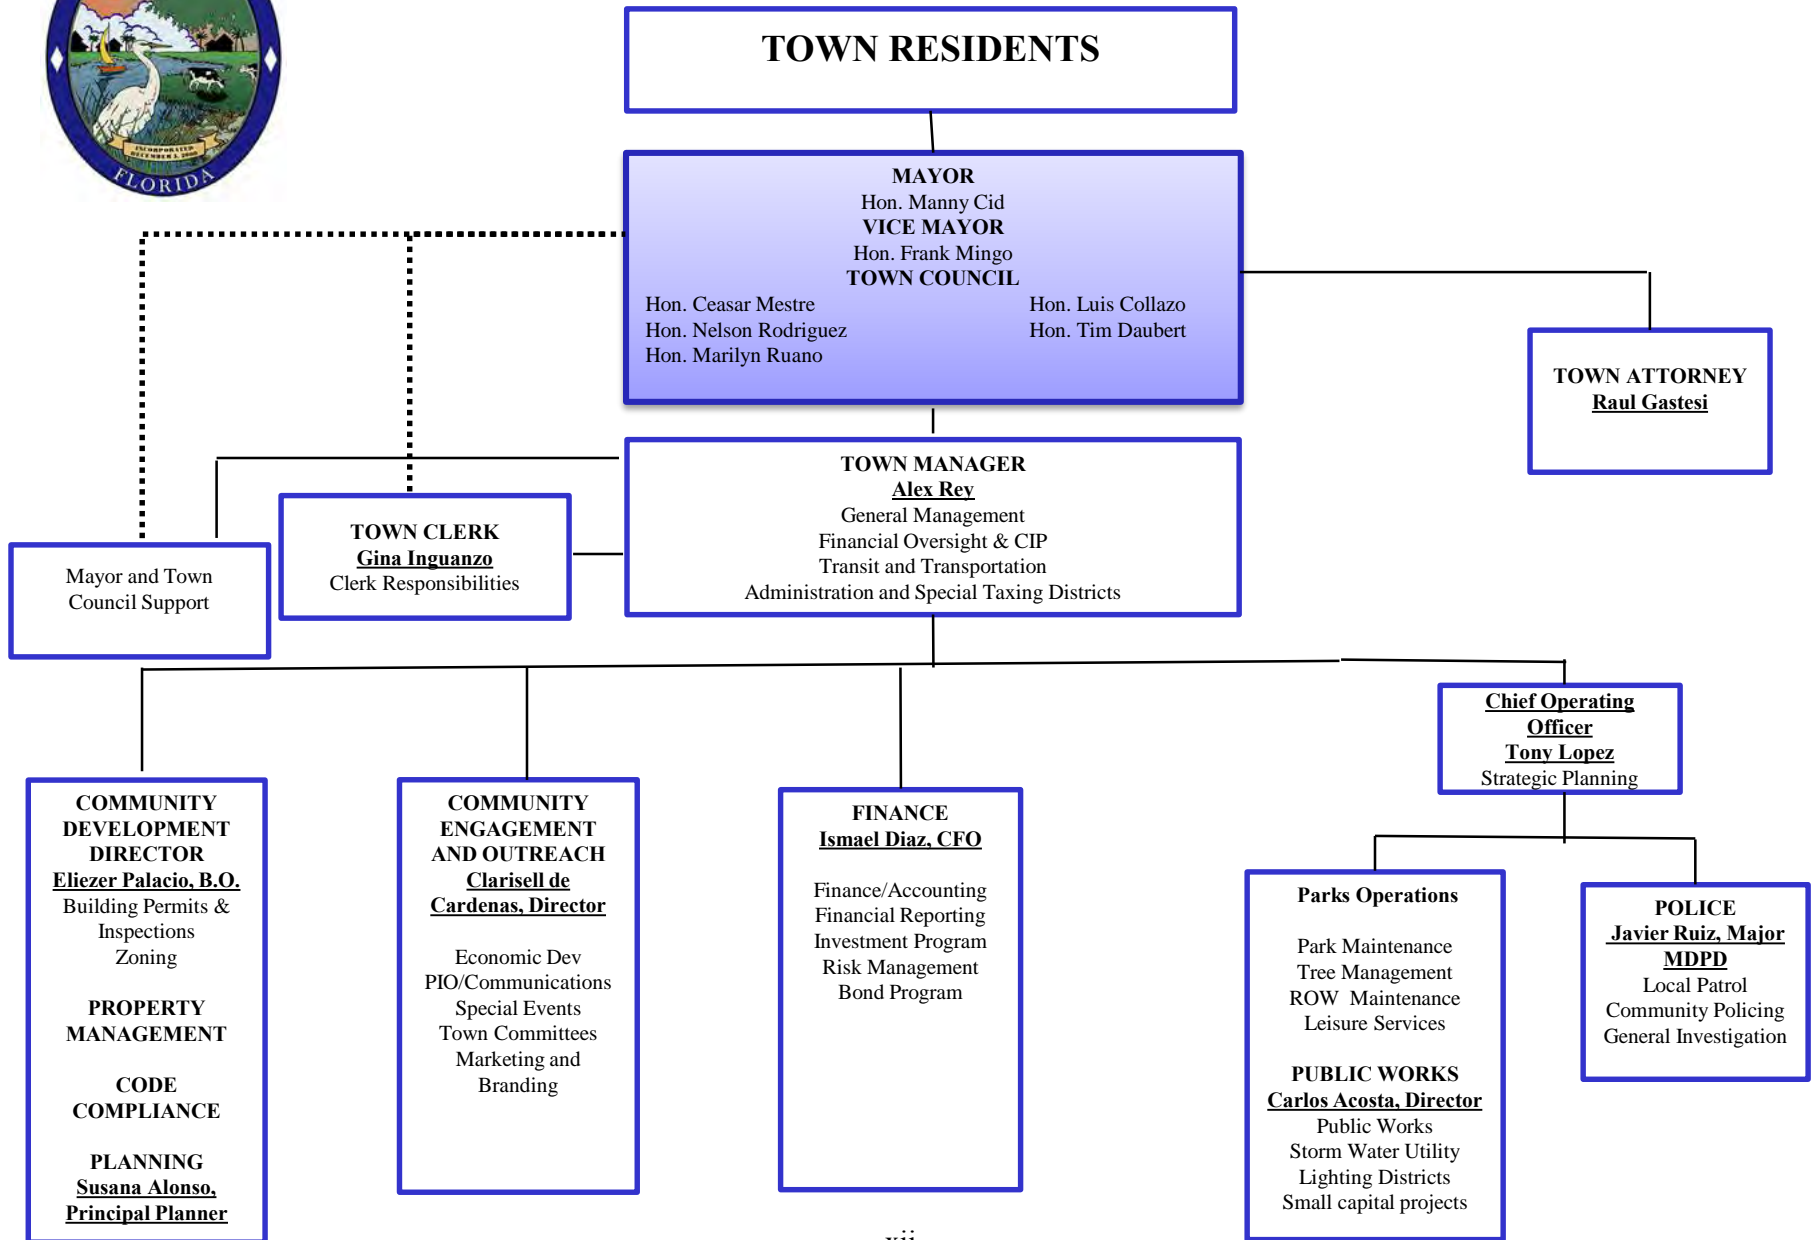 INCORPORATED
DECEMBER 5, 2000
FLORIDA
TOWN RESIDENTS
MAYOR
Hon. Manny Cid
VICE MAYOR
Hon. Frank Mingo
TOWN COUNCIL
Hon. Ceasar Mestre
Hon. Nelson Rodriguez
Hon. Marilyn Ruano
Hon. Luis Collazo
Hon. Tim Daubert
TOWN ATTORNEY
Raul Gastesi
TOWN MANAGER
Alex Rey
General Management
Financial Oversight & CIP
Transit and Transportation
Administration and Special Taxing Districts
TOWN CLERK
Gina Inguanzo
Clerk Responsibilities
Mayor and Town
Council Support
Chief Operating
Officer
Tony Lopez
Strategic Planning
COMMUNITY
DEVELOPMENT
DIRECTOR
Eliezer Palacio, B.O.
Building Permits &
Inspections
Zoning
PROPERTY
MANAGEMENT
CODE
COMPLIANCE
PLANNING
Susana Alonso,
Principal Planner
COMMUNITY
ENGAGEMENT
AND OUTREACH
Clarisell de
Cardenas, Director
Economic Dev
PIO/Communications
Special Events
Town Committees
Marketing and
Branding
FINANCE
Ismael Diaz, CFO
Finance/Accounting
Financial Reporting
Investment Program
Risk Management
Bond Program
Parks Operations
Park Maintenance
Tree Management
ROW Maintenance
Leisure Services
PUBLIC WORKS
Carlos Acosta, Director
Public Works
Storm Water Utility
Lighting Districts
Small capital projects
POLICE
Javier Ruiz, Major
MDPD
Local Patrol
Community Policing
General Investigation
xii